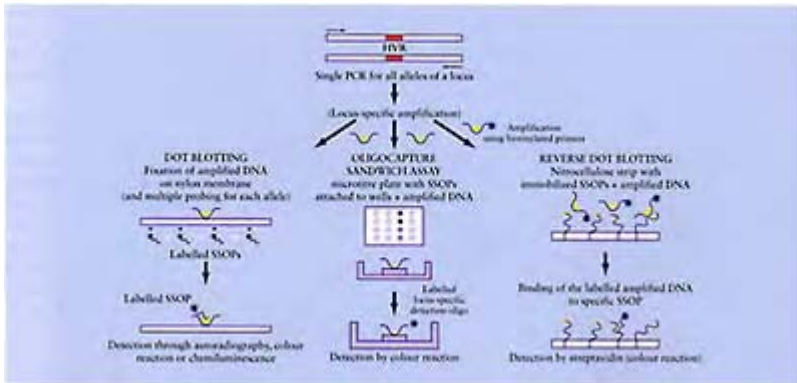 HVR
Single PCR for all alleles of a locus
(Locus-specific amplification)
Amplification
using biotinylated primers
DOT BLOTTING
Fixation of amplified DNA
on nylon membrane
(and multiple probing for each allele)
Labelled SSOPs
Labelled SSOP
Detection through autoradiography, colour
reaction or chemiluminescence
OLIGOCAPTURE
SANDWICH ASSAY
microtitre plate with SSOPs
attached to wells + amplified DNA
Labelled
locus-specific
detection oligo
Detection by colour reaction
REVERSE DOT BLOTTING
Nitrocellulose strip with
immobilized SSOPs + amplified DNA
Binding of the labelled amplified DNA
to specific SSOP
Detection by streptavidin (colour reaction)